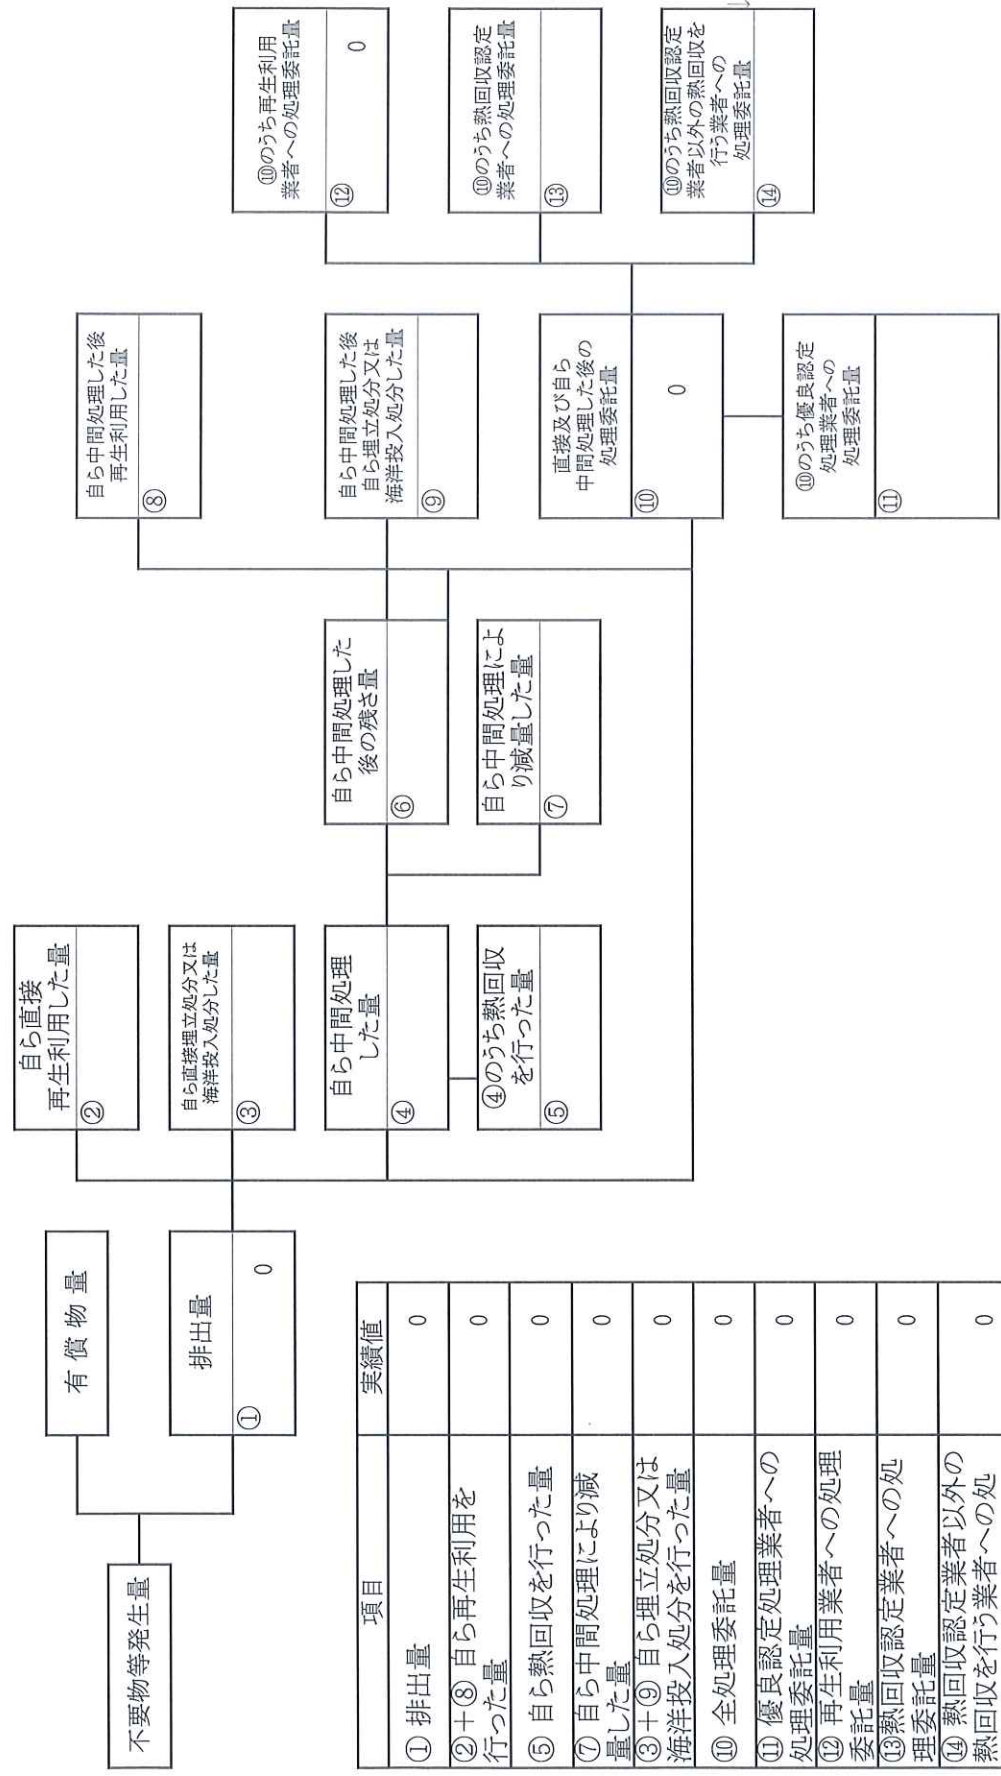 不要物等発生量
有償物量
排出量
①
0
自ら直接
再生利用した量
②
自ら直接埋立処分又は
海洋投入処分した量
③
自ら中間処理
した量
④
④のうち熱回収
を行った量
⑤
自ら中間処理した
後の残さ量
⑥
自ら中間処理によ
り減量した量
⑦
自ら中間処理した後
再生利用した量
⑧
自ら中間処理した後
自ら埋立処分又は
海洋投入処分した量
⑨
直接及び自ら
中間処理した後の
処理委託量
⑩
0
⑩のうち優良認定
処理業者への
処理委託量
⑪
⑩のうち再生利用
業者への処理委託量
⑫
0
⑩のうち熱回収認定
業者への処理委託量
⑬
⑩のうち熱回収認定
業者以外の熱回収を
行う業者への
処理委託量
⑭
項目 実績値
① 排出量 0
②+⑧ 自ら再生利用を
行った量 0
⑤ 自ら熱回収を行った量 0
⑦ 自ら中間処理により減
量した量 0
③+⑨ 自ら埋立処分又は
海洋投入処分を行った量 0
⑩ 全処理委託量 0
⑪ 優良認定処理業者への
処理委託量 0
⑫ 再生利用業者への処理
委託量 0
⑬熱回収認定業者への処
理委託量 0
⑭ 熱回収認定業者以外の
熱回収を行う業者への処 0